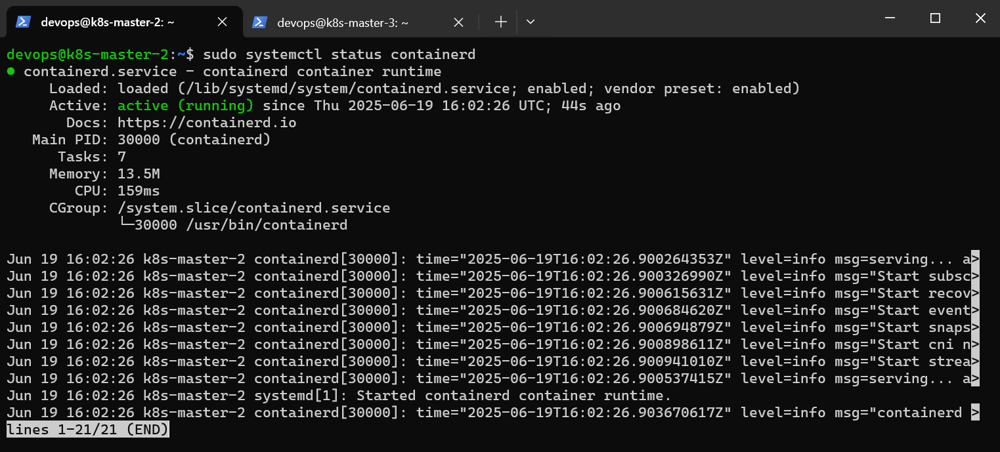 devops@k8s-master-2: ~
devops@k8s-master-3: ~
devops@k8s-master-2:~$ sudo systemctl status containerd
● containerd.service - containerd container runtime
     Loaded: loaded (/lib/systemd/system/containerd.service; enabled; vendor preset: enabled)
     Active: active (running) since Thu 2025-06-19 16:02:26 UTC; 44s ago
       Docs: https://containerd.io
   Main PID: 30000 (containerd)
      Tasks: 7
     Memory: 13.5M
        CPU: 159ms
     CGroup: /system.slice/containerd.service
             └─30000 /usr/bin/containerd
Jun 19 16:02:26 k8s-master-2 containerd[30000]: time="2025-06-19T16:02:26.900264353Z" level=info msg=serving... a>
Jun 19 16:02:26 k8s-master-2 containerd[30000]: time="2025-06-19T16:02:26.900326990Z" level=info msg="Start subsc>
Jun 19 16:02:26 k8s-master-2 containerd[30000]: time="2025-06-19T16:02:26.900615631Z" level=info msg="Start recov>
Jun 19 16:02:26 k8s-master-2 containerd[30000]: time="2025-06-19T16:02:26.900684620Z" level=info msg="Start event>
Jun 19 16:02:26 k8s-master-2 containerd[30000]: time="2025-06-19T16:02:26.900694879Z" level=info msg="Start snaps>
Jun 19 16:02:26 k8s-master-2 containerd[30000]: time="2025-06-19T16:02:26.900898611Z" level=info msg="Start cni n>
Jun 19 16:02:26 k8s-master-2 containerd[30000]: time="2025-06-19T16:02:26.900941010Z" level=info msg="Start strea>
Jun 19 16:02:26 k8s-master-2 containerd[30000]: time="2025-06-19T16:02:26.900537415Z" level=info msg=serving... a>
Jun 19 16:02:26 k8s-master-2 systemd[1]: Started containerd container runtime.
Jun 19 16:02:26 k8s-master-2 containerd[30000]: time="2025-06-19T16:02:26.903670617Z" level=info msg="containerd >
lines 1-21/21 (END)